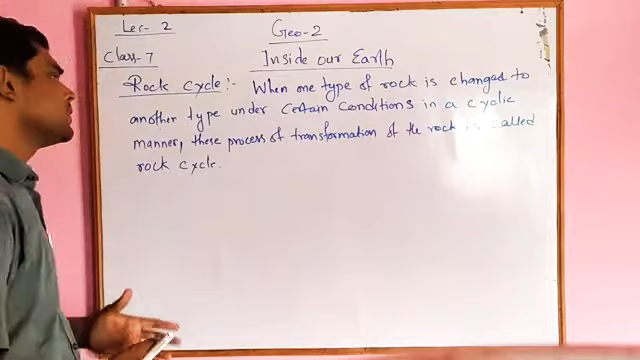 Lec- 2
Geo-2
Class-7
Inside our Earth
Rock cycle:- When one type of rock is changed to
another type under certain conditions in a cyclic
manner, these process of transformation of the rock is called
rock cycle.